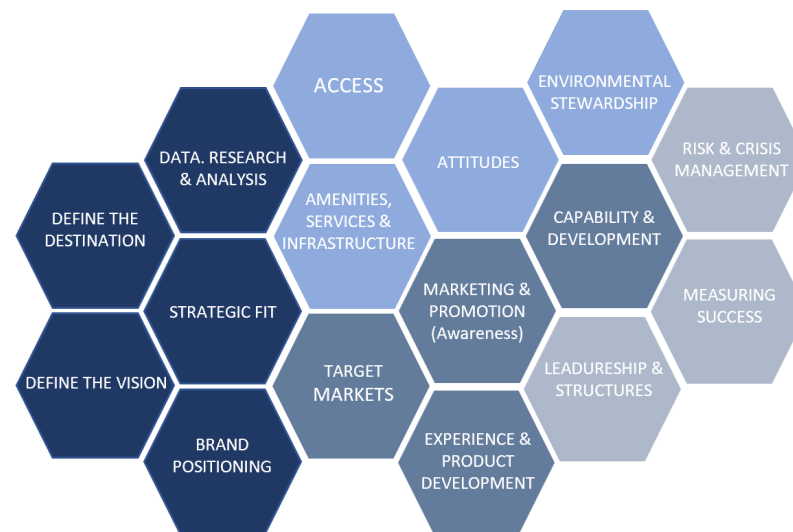 ACCESS
ENVIRONMENTAL
STEWARDSHIP
DATA. RESEARCH
& ANALYSIS
ATTITUDES
RISK & CRISIS
MANAGEMENT
DEFINE THE
DESTINATION
AMENITIES,
SERVICES &
INFRASTRUCTURE
CAPABILITY &
DEVELOPMENT
STRATEGIC FIT
MARKETING &
PROMOTION
(Awareness)
MEASURING
SUCCESS
DEFINE THE VISION
TARGET
MARKETS
LEADURESHIP &
STRUCTURES
BRAND
POSITIONING
EXPERIENCE &
PRODUCT
DEVELOPMENT